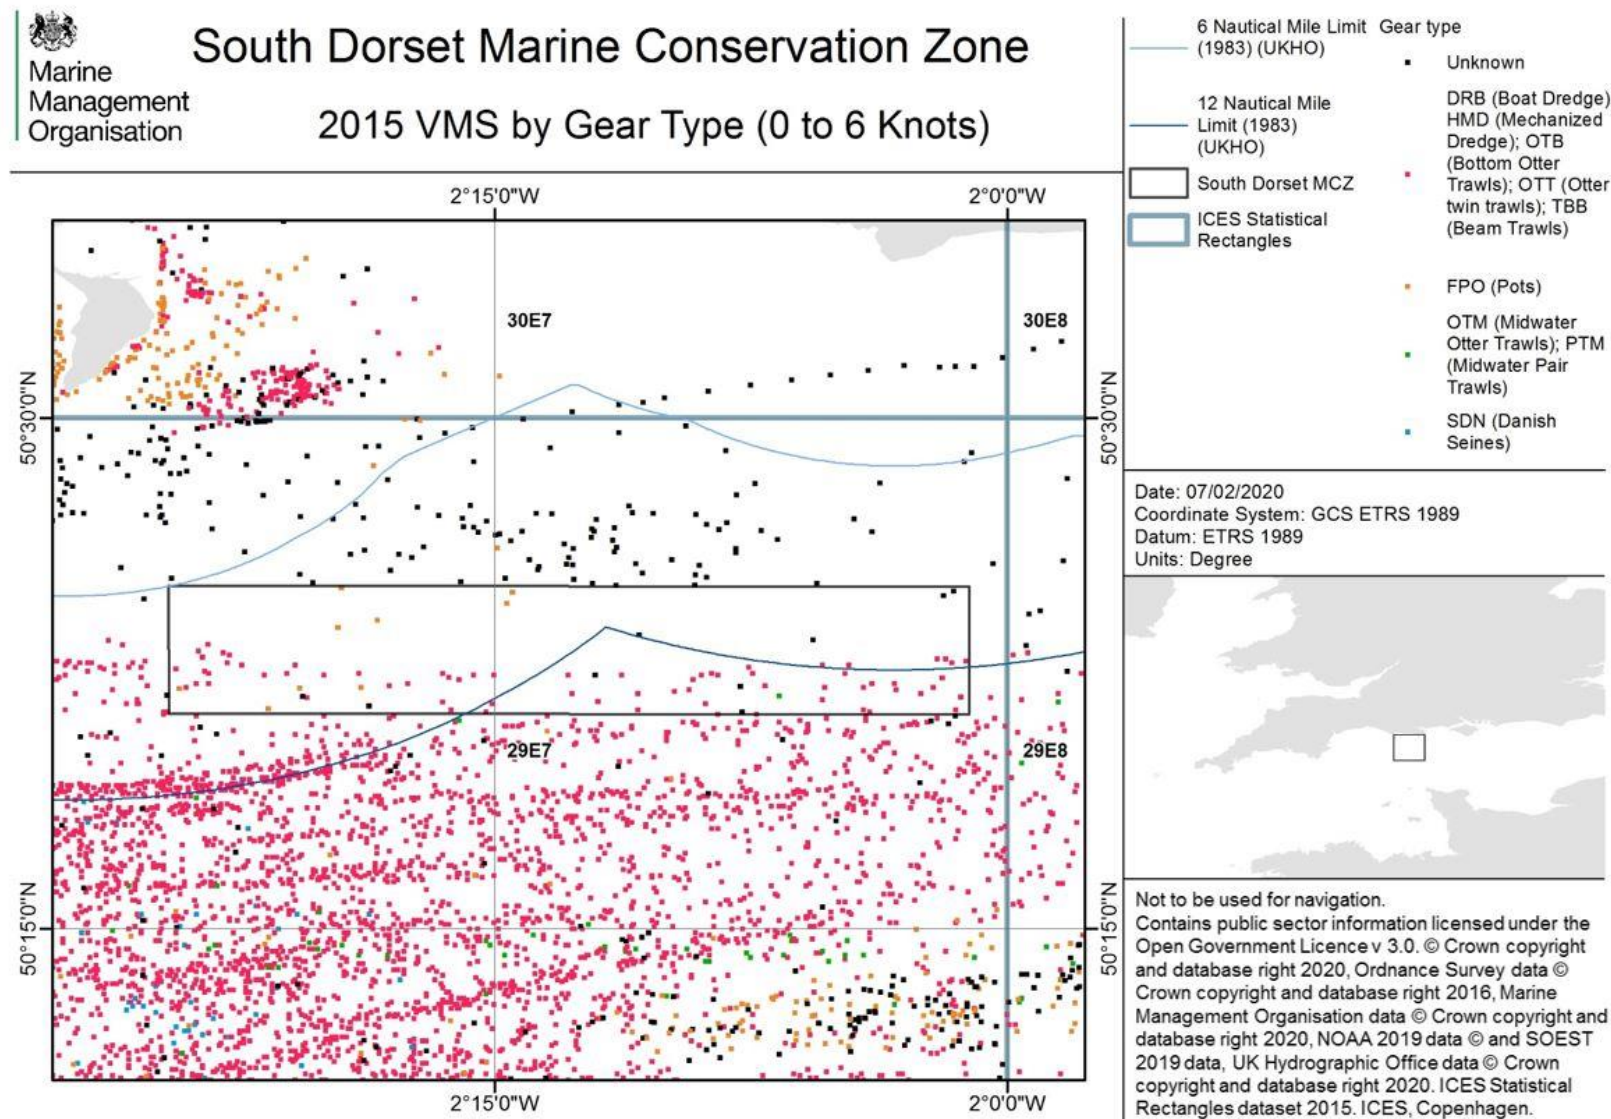 Marine
Management
Organisation
South Dorset Marine Conservation Zone
2015 VMS by Gear Type (0 to 6 Knots)
6 Nautical Mile Limit
(1983) (UKHO)
12 Nautical Mile
Limit (1983)
(UKHO)
South Dorset MCZ
ICES Statistical
Rectangles
Gear type
Unknown
DRB (Boat Dredge)
HMD (Mechanized
Dredge); OTB
(Bottom Otter
Trawls); OTT (Otter
twin trawls); TBB
(Beam Trawls)
FPO (Pots)
OTM (Midwater
Otter Trawls); PTM
(Midwater Pair
Trawls)
SDN (Danish
Seines)
2°15'0"W
2°0'0"W
30E7
30E8
50°30'0"N
50°30'0"N
29E7
29E8
50°15'0"N
50°15'0"N
2°15'0"W
2°0'0"W
Date: 07/02/2020
Coordinate System: GCS ETRS 1989
Datum: ETRS 1989
Units: Degree
Not to be used for navigation.
Contains public sector information licensed under the
Open Government Licence v 3.0. © Crown copyright
and database right 2020, Ordnance Survey data ©
Crown copyright and database right 2016, Marine
Management Organisation data © Crown copyright and
database right 2020, NOAA 2019 data © and SOEST
2019 data, UK Hydrographic Office data © Crown
copyright and database right 2020. ICES Statistical
Rectangles dataset 2015. ICES, Copenhagen.